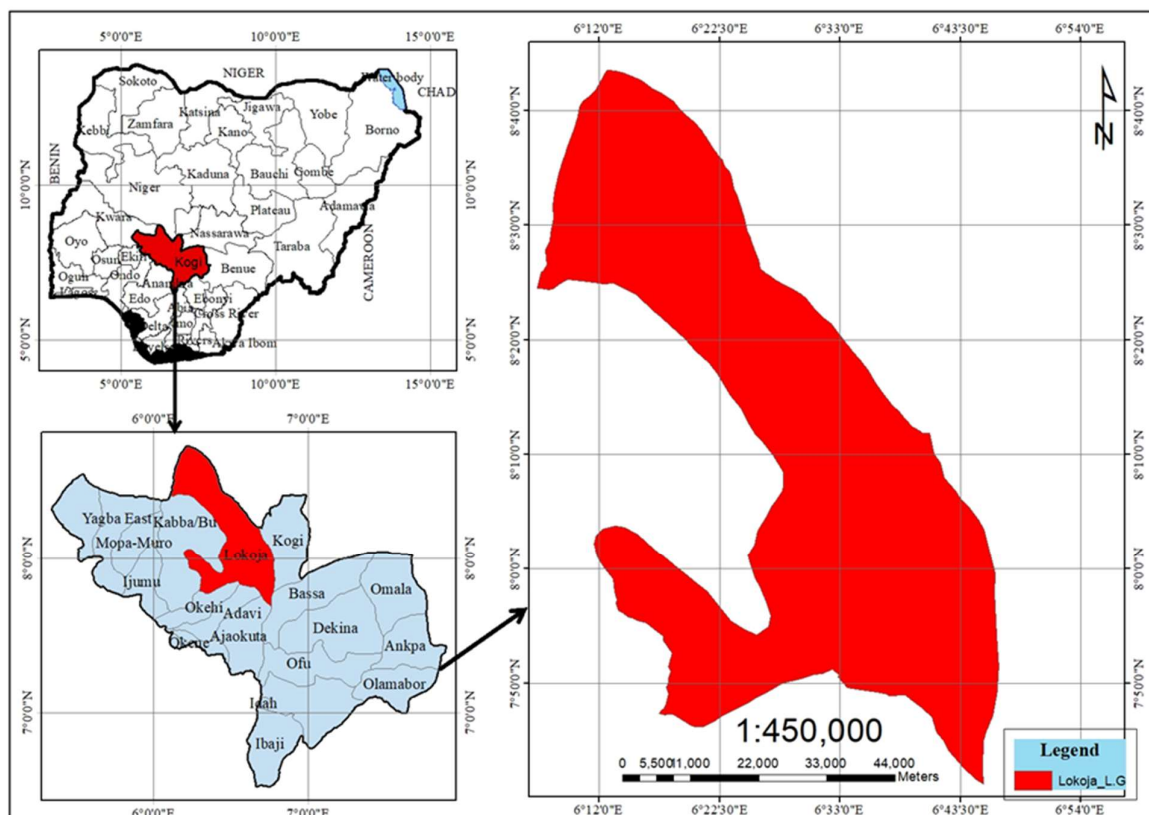 5°0'0"E 10°0'0"E 15°0'0"E
NIGER
Water body
CHAD
Sokoto
Katsina
Jigawa
Yobe
Zamfara
Kano
Borno
Kebbi
BENIN
Kaduna
Bauchi
Gombe
Niger
10°0'0"N
10°0'0"N
Plateau
Adamawa
Kwara
Nassarawa
CAMEROON
Oyo
Taraba
Osun
Ekiti
Kogi
Benue
Ogun
Ondo
Anambra
Edo
Ebonyi
Cross River
Delta
Rivers
5°0'0"N
5°0'0"N
5°0'0"E 10°0'0"E 15°0'0"E
6°0'0"E 7°0'0"E
Yagba East
Kabba/Bu
Kogi
Mopa-Muro
Lokoja
8°0'0"N
8°0'0"N
Ijumu
Bassa
Omala
Okehi
Adavi
Dekina
Okene
Ajaokuta
Ankpa
Ofu
Olamabor
Idah
7°0'0"N
7°0'0"N
Ibaji
6°0'0"E 7°0'0"E
6°12'0"E 6°22'30"E 6°33'0"E 6°43'30"E 6°54'0"E
N
8°40'0"N
8°40'0"N
8°30'0"N
8°30'0"N
8°20'0"N
8°20'0"N
8°10'0"N
8°10'0"N
8°0'0"N
8°0'0"N
7°50'0"N
7°50'0"N
1:450,000
0 5,500 11,000 22,000 33,000 44,000
Meters
Legend
Lokoja_L.G
6°12'0"E 6°22'30"E 6°33'0"E 6°43'30"E 6°54'0"E